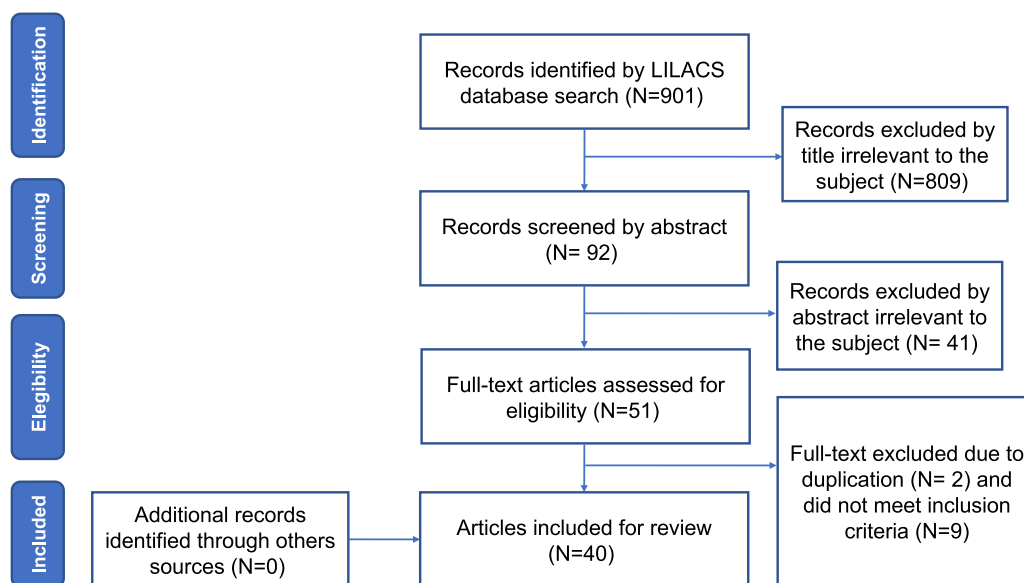 Identification
Records identified by LILACS
database search (N=901)
Records excluded by
title irrelevant to the
subject (N=809)
Screening
Records screened by abstract
(N= 92)
Records excluded by
abstract irrelevant to
the subject (N= 41)
Elegibility
Full-text articles assessed for
eligibility (N=51)
Full-text excluded due to
duplication (N= 2) and
did not meet inclusion
criteria (N=9)
Included
Additional records
identified through others
sources (N=0)
Articles included for review
(N=40)